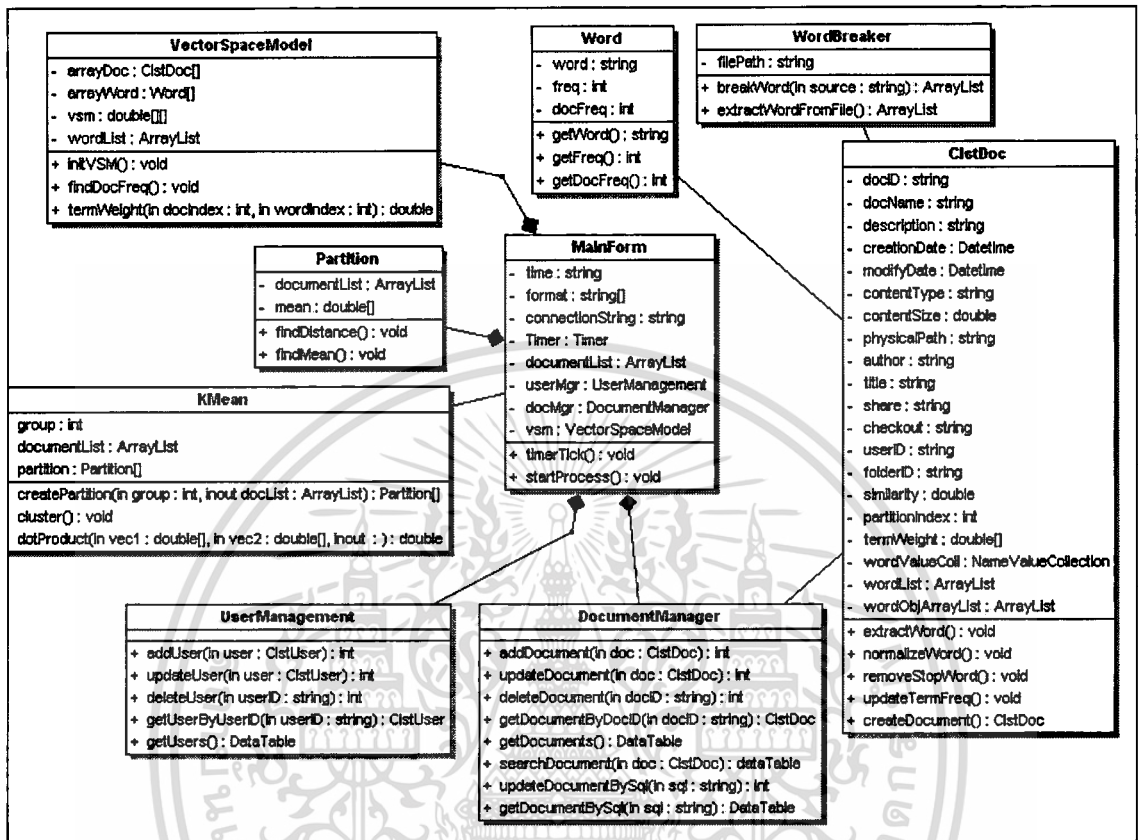 VectorSpaceModel
- arrayDoc : ClstDoc[]
- arrayWord : Word[]
- vsm : double[][]
- wordList : ArrayList
+ initVSM() : void
+ findDocFreq() : void
+ termWeight(in docIndex : int, in wordIndex : int) : double
Word
- word : string
- freq : int
- docFreq : int
+ getWord() : string
+ getFreq() : int
+ getDocFreq() : int
WordBreaker
- filePath : string
+ breakWord(in source : string) : ArrayList
+ extractWordFromFile() : ArrayList
Partition
- documentList : ArrayList
- mean : double[]
+ findDistance() : void
+ findMean() : void
MainForm
- time : string
- format : string[]
- connectionString : string
- Timer : Timer
- documentList : ArrayList
- userMgr : UserManagement
- docMgr : DocumentManager
- vsm : VectorSpaceModel
+ timerTick() : void
+ startProcess() : void
ClstDoc
- docID : string
- docName : string
- description : string
- creationDate : Datetime
- modifyDate : Datetime
- contentType : string
- contentSize : double
- physicalPath : string
- author : string
- title : string
- share : string
- checkout : string
- userID : string
- folderID : string
- similarity : double
- partitionIndex : int
- termWeight : double[]
- wordValueColl : NameValueCollection
- wordList : ArrayList
- wordObjArrayList : ArrayList
+ extractWord() : void
+ normalizeWord() : void
+ removeStopWord() : void
+ updateTermFreq() : void
+ createDocument() : ClstDoc
KMean
group : int
documentList : ArrayList
partition : Partition[]
createPartition(in group : int, inout docList : ArrayList) : Partition[]
cluster() : void
dotProduct(in vec1 : double[], in vec2 : double[], inout : ) : double
UserManagement
+ addUser(in user : ClstUser) : int
+ updateUser(in user : ClstUser) : int
+ deleteUser(in userID : string) : int
+ getUserByUserID(in userID : string) : ClstUser
+ getUsers() : DataTable
DocumentManager
+ addDocument(in doc : ClstDoc) : int
+ updateDocument(in doc : ClstDoc) : int
+ deleteDocument(in docID : string) : int
+ getDocumentByDocID(in docID : string) : ClstDoc
+ getDocuments() : DataTable
+ searchDocument(in doc : ClstDoc) : dataTable
+ updateDocumentBySql(in sql : string) : int
+ getDocumentBySql(in sql : string) : DataTable